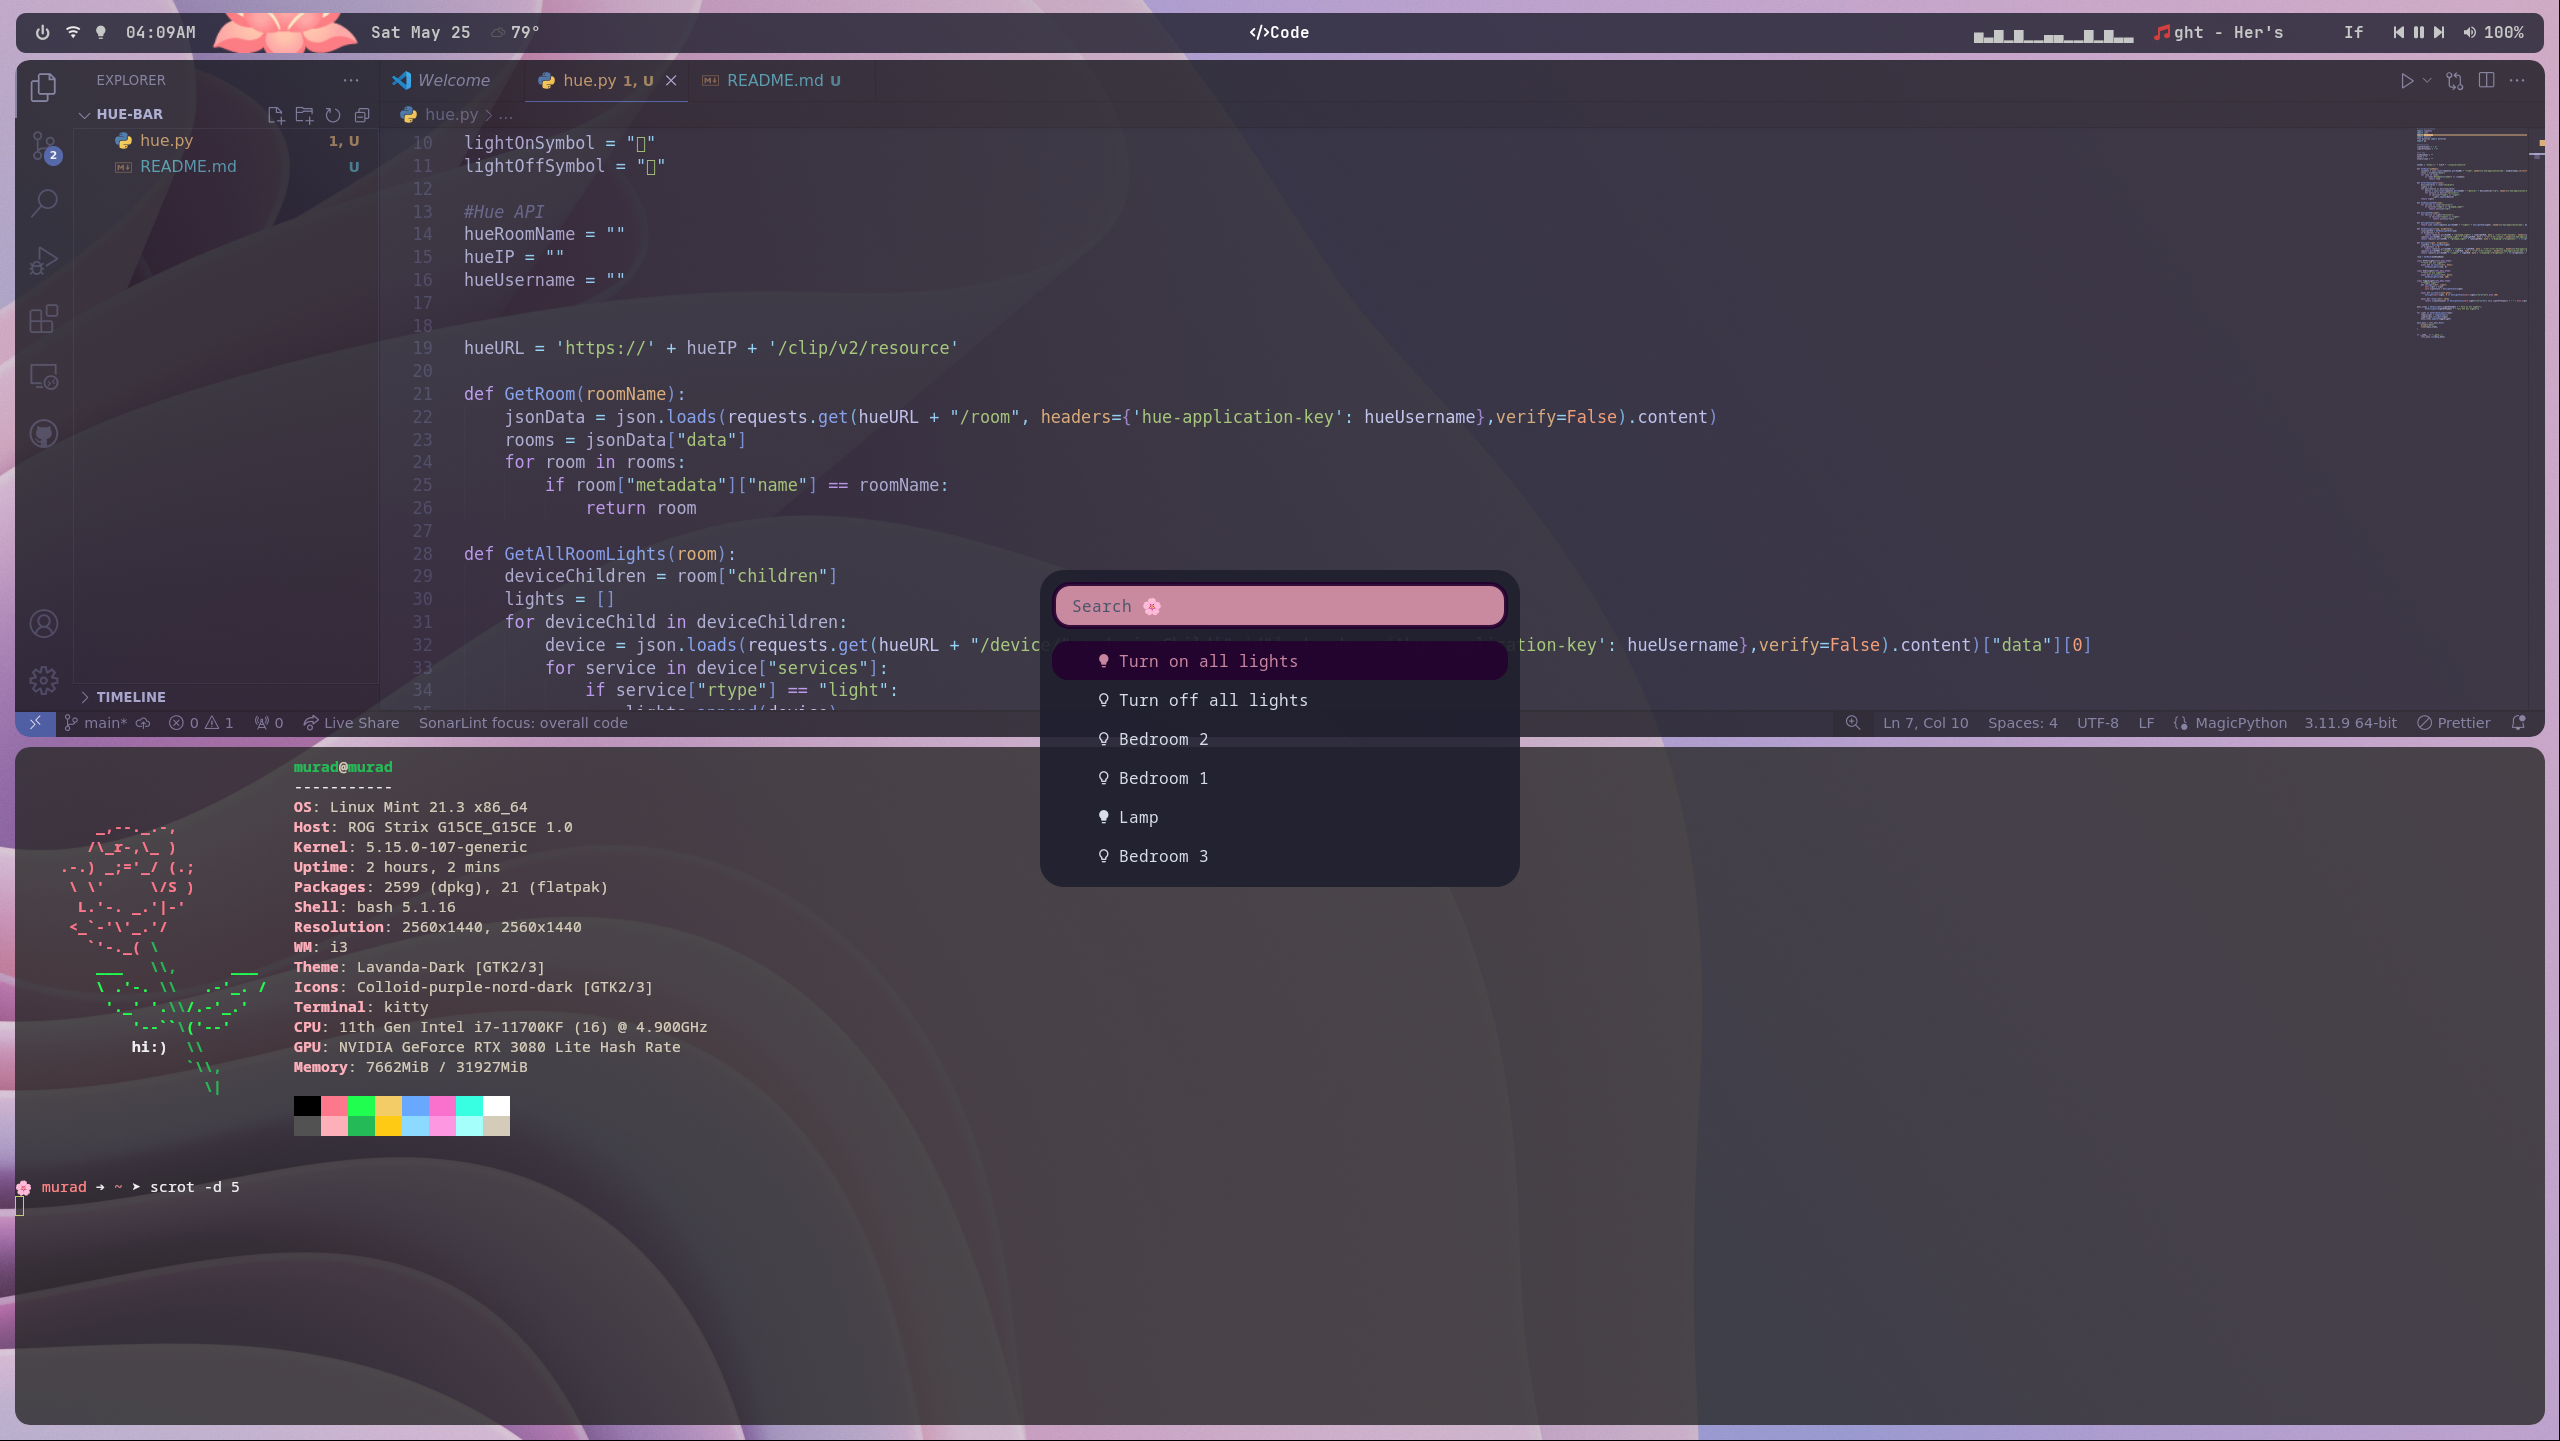 04:09AM Sat May 25 79° </>Code ght - Her's If 100%
EXPLORER ··· Welcome hue.py 1, U README.md U
HUE-BAR hue.py > ...
hue.py 1, U
README.md U
10 lightOnSymbol = "▯"
11 lightOffSymbol = "▯"
12
13 #Hue API
14 hueRoomName = ""
15 hueIP = ""
16 hueUsername = ""
17
18
19 hueURL = 'https://' + hueIP + '/clip/v2/resource'
20
21 def GetRoom(roomName):
22 jsonData = json.loads(requests.get(hueURL + "/room", headers={'hue-application-key': hueUsername},verify=False).content)
23 rooms = jsonData["data"]
24 for room in rooms:
25 if room["metadata"]["name"] == roomName:
26 return room
27
28 def GetAllRoomLights(room):
29 deviceChildren = room["children"]
30 lights = []
31 for deviceChild in deviceChildren:
32 device = json.loads(requests.get(hueURL + "/device tion-key': hueUsername},verify=False).content)["data"][0]
33 for service in device["services"]:
34 if service["rtype"] == "light":
TIMELINE
2
main* 0 1 0 Live Share SonarLint focus: overall code Ln 7, Col 10 Spaces: 4 UTF-8 LF MagicPython 3.11.9 64-bit Prettier
Search 🌸
Turn on all lights
Turn off all lights
Bedroom 2
Bedroom 1
Lamp
Bedroom 3
murad@murad
-----------
OS: Linux Mint 21.3 x86_64
Host: ROG Strix G15CE_G15CE 1.0
Kernel: 5.15.0-107-generic
Uptime: 2 hours, 2 mins
Packages: 2599 (dpkg), 21 (flatpak)
Shell: bash 5.1.16
Resolution: 2560x1440, 2560x1440
WM: i3
Theme: Lavanda-Dark [GTK2/3]
Icons: Colloid-purple-nord-dark [GTK2/3]
Terminal: kitty
CPU: 11th Gen Intel i7-11700KF (16) @ 4.900GHz
GPU: NVIDIA GeForce RTX 3080 Lite Hash Rate
Memory: 7662MiB / 31927MiB
hi:)
🌸 murad ➜ ~ ➤ scrot -d 5